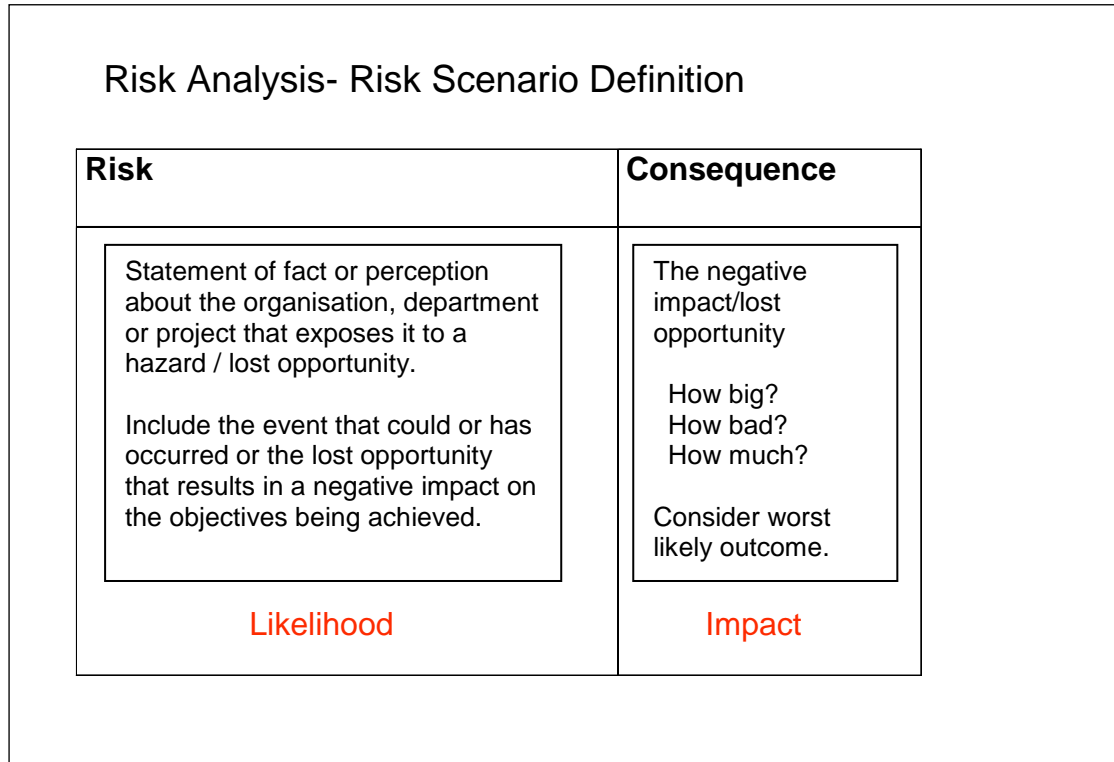 Risk Analysis- Risk Scenario Definition
Risk
Consequence
Statement of fact or perception
about the organisation, department
or project that exposes it to a
hazard / lost opportunity.
Include the event that could or has
occurred or the lost opportunity
that results in a negative impact on
the objectives being achieved.
Likelihood
The negative
impact/lost
opportunity
How big?
How bad?
How much?
Consider worst
likely outcome.
Impact